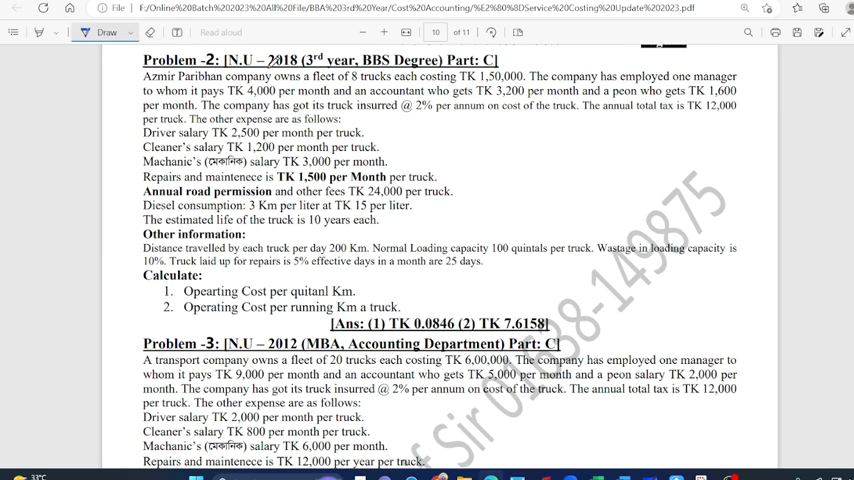 File | F:/Online%20Batch%202023%20All%20File/BBA%203rd%20Year/Cost%20Accounting/%E2%80%8DService%20Costing%20Update%202023.pdf
Draw
Read aloud
10 of 11
Problem -2: [N.U – 2018 (3rd year, BBS Degree) Part: C]
Azmir Paribhan company owns a fleet of 8 trucks each costing TK 1,50,000. The company has employed one manager
to whom it pays TK 4,000 per month and an accountant who gets TK 3,200 per month and a peon who gets TK 1,600
per month. The company has got its truck insurred @ 2% per annum on cost of the truck. The annual total tax is TK 12,000
per truck. The other expense are as follows:
Driver salary TK 2,500 per month per truck.
Cleaner's salary TK 1,200 per month per truck.
Machanic's (মেকানিক) salary TK 3,000 per month.
Repairs and maintenece is TK 1,500 per Month per truck.
Annual road permission and other fees TK 24,000 per truck.
Diesel consumption: 3 Km per liter at TK 15 per liter.
The estimated life of the truck is 10 years each.
Other information:
Distance travelled by each truck per day 200 Km. Normal Loading capacity 100 quintals per truck. Wastage in loading capacity is
10%. Truck laid up for repairs is 5% effective days in a month are 25 days.
Calculate:
1. Opearting Cost per quitanl Km.
2. Operating Cost per running Km a truck.
[Ans: (1) TK 0.0846 (2) TK 7.6158]
Problem -3: [N.U – 2012 (MBA, Accounting Department) Part: C]
A transport company owns a fleet of 20 trucks each costing TK 6,00,000. The company has employed one manager to
whom it pays TK 9,000 per month and an accountant who gets TK 5,000 per month and a peon salary TK 2,000 per
month. The company has got its truck insurred @ 2% per annum on cost of the truck. The annual total tax is TK 12,000
per truck. The other expense are as follows:
Driver salary TK 2,000 per month per truck.
Cleaner's salary TK 800 per month per truck.
Machanic's (মেকানিক) salary TK 6,000 per month.
Repairs and maintenece is TK 12,000 per year per truck.
f Sir 01638-149875
33°C